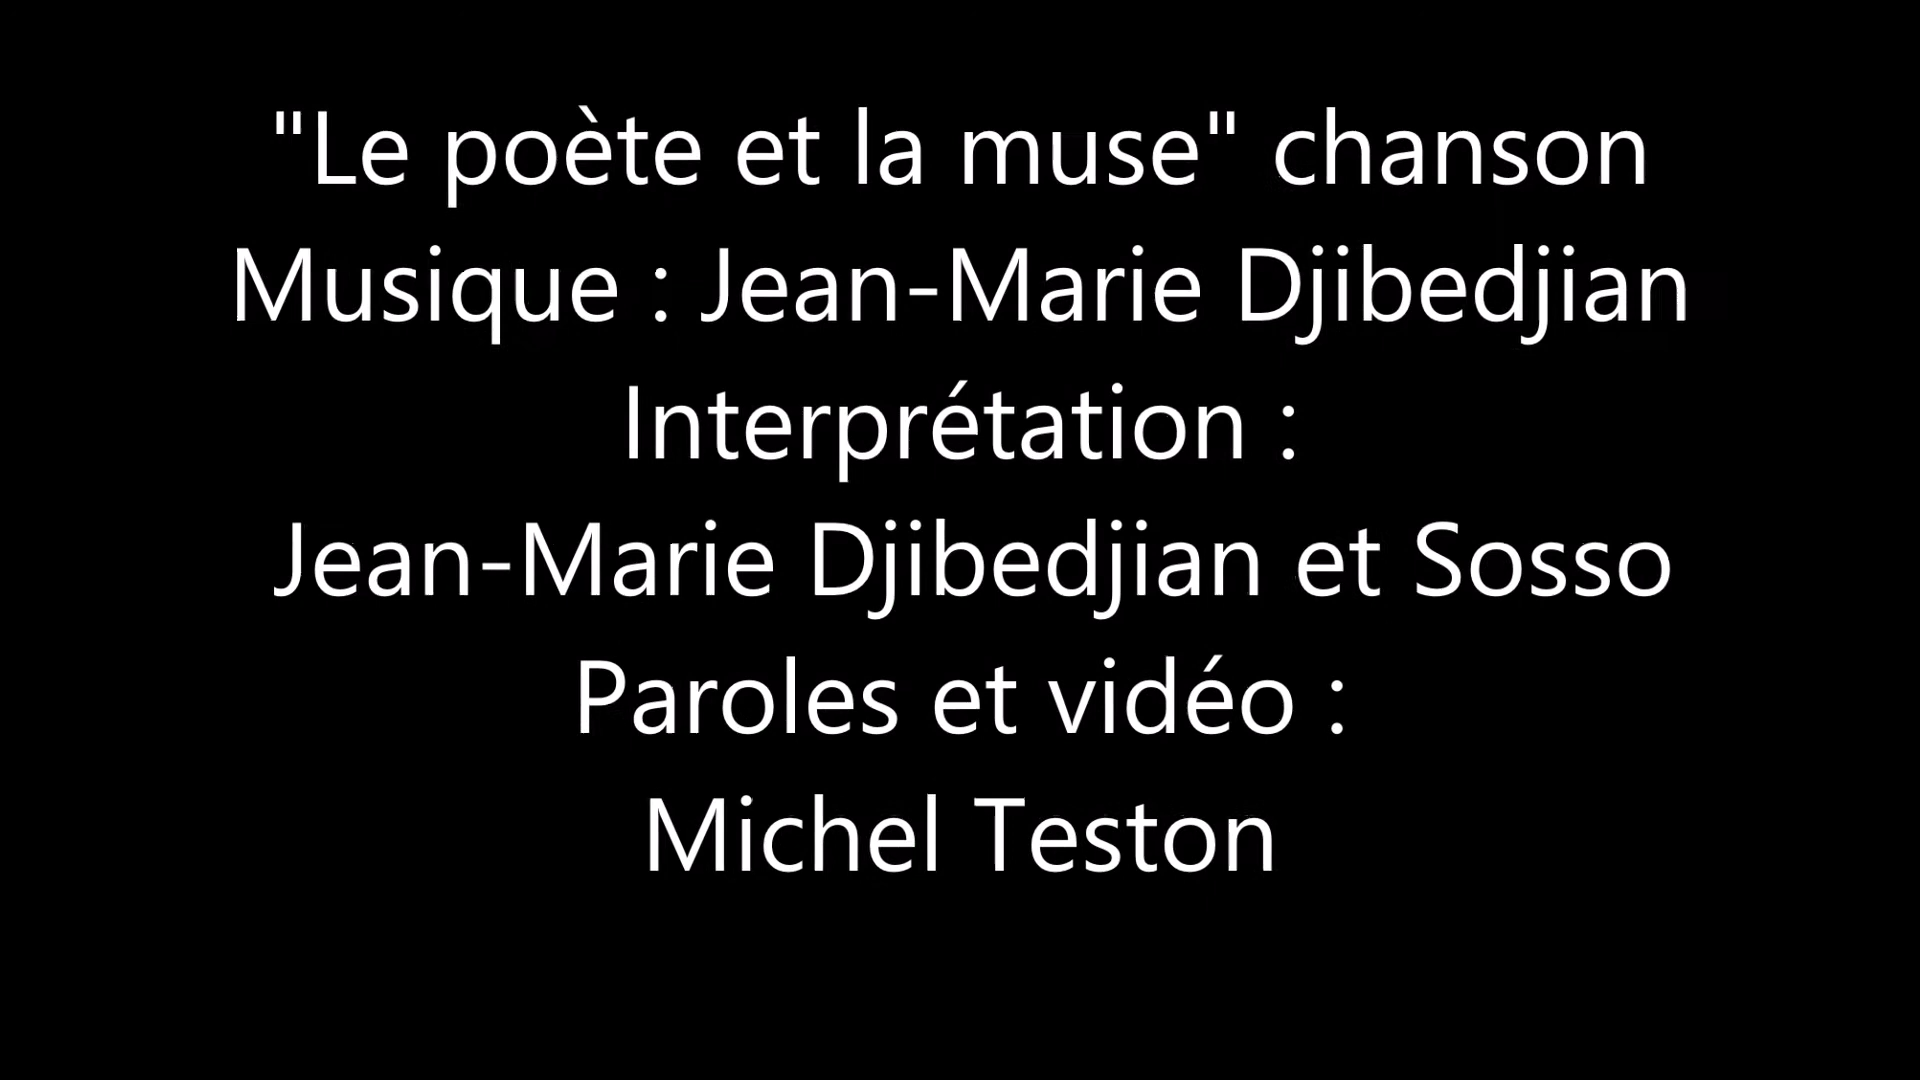 "Le poète et la muse" chanson
Musique : Jean-Marie Djibedjian
Interprétation :
Jean-Marie Djibedjian et Sosso
Paroles et vidéo :
Michel Teston